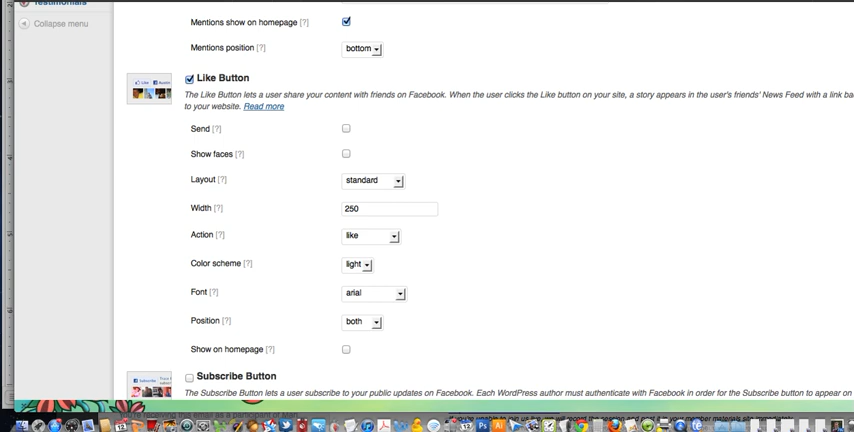 Testimonials
Collapse menu
Mentions show on homepage [?]
Mentions position [?] bottom
Like Button
The Like Button lets a user share your content with friends on Facebook. When the user clicks the Like button on your site, a story appears in the user's friends' News Feed with a link ba
to your website. Read more
Send [?]
Show faces [?]
Layout [?] standard
Width [?] 250
Action [?] like
Color scheme [?] light
Font [?] arial
Position [?] both
Show on homepage [?]
Subscribe Button
The Subscribe Button lets a user subscribe to your public updates on Facebook. Each WordPress author must authenticate with Facebook in order for the Subscribe button to appear on